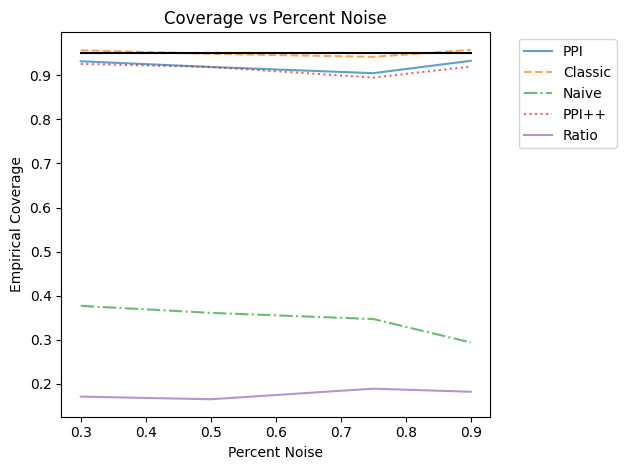 Coverage vs Percent Noise
Empirical Coverage
0.9
0.8
0.7
0.6
0.5
0.4
0.3
0.2
0.3 0.4 0.5 0.6 0.7 0.8 0.9
Percent Noise
PPI
Classic
Naive
PPI++
Ratio